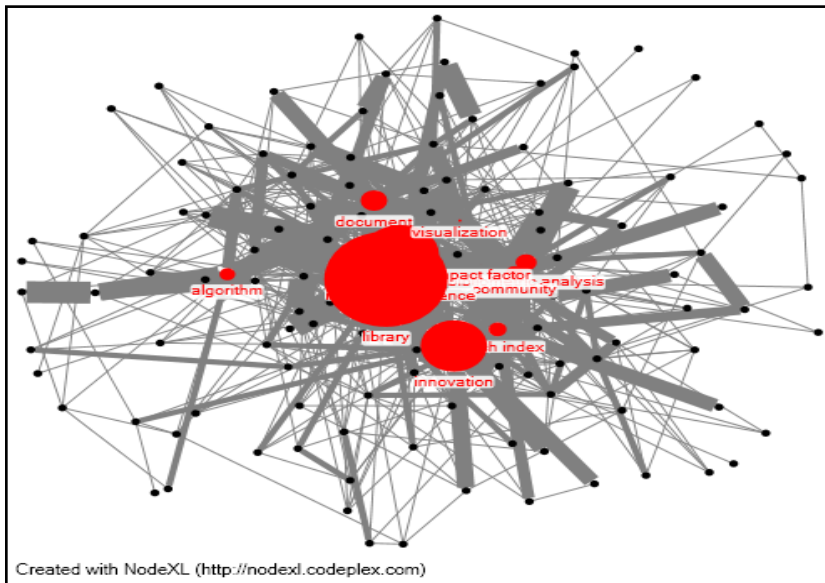 document
visualization
impact factor
analysis
community
algorithm
library
h index
innovation
Created with NodeXL (http://nodexl.codeplex.com)